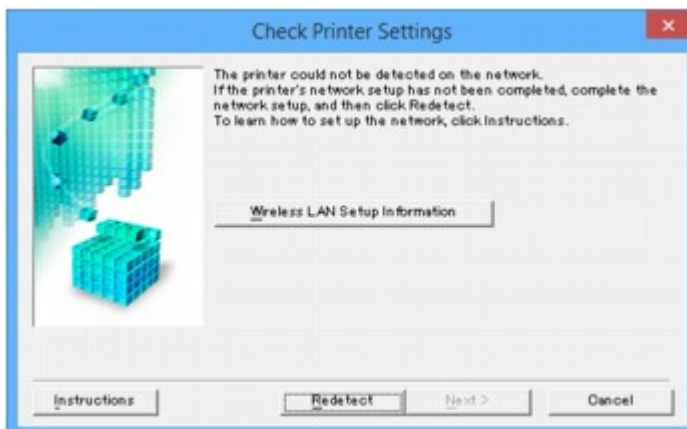 Check Printer Settings
The printer could not be detected on the network.
If the printer's network setup has not been completed, complete the
network setup, and then click Redetect.
To learn how to set up the network, click Instructions.
Wireless LAN Setup Information
Instructions
Redetect
Next >
Cancel